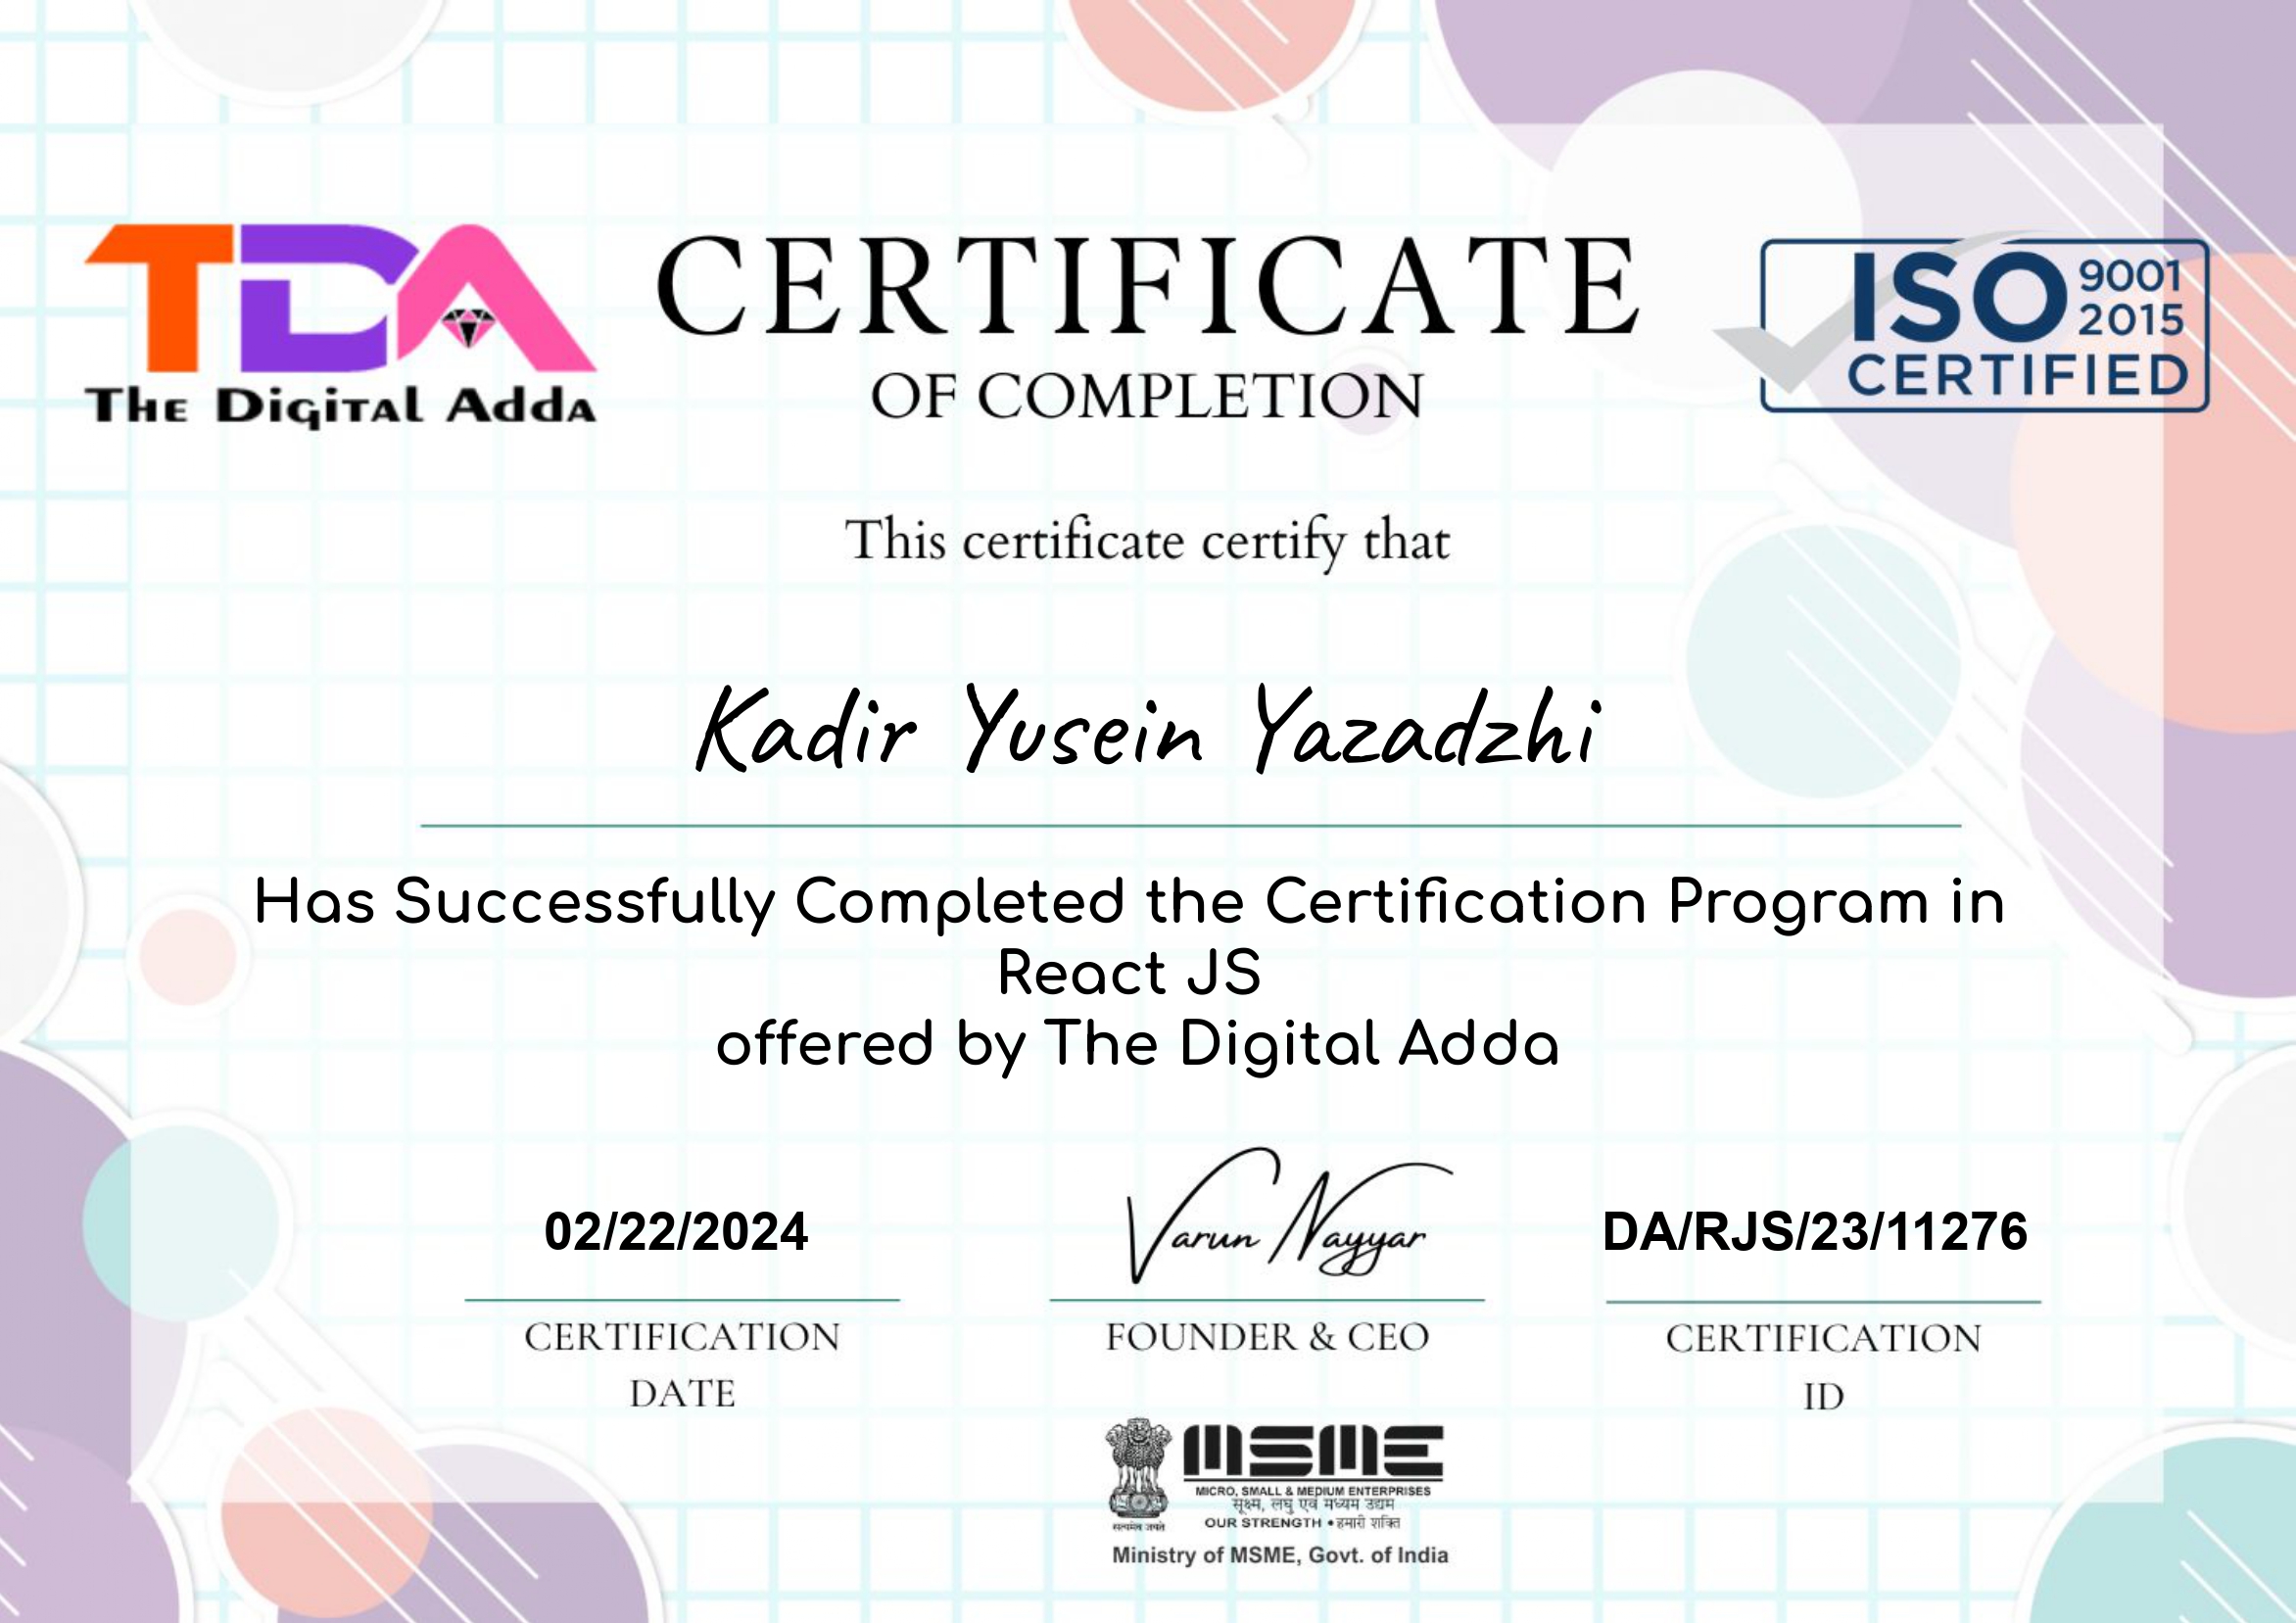 TDA
The Digital Adda
CERTIFICATE
OF COMPLETION
ISO 9001
2015
CERTIFIED
This certificate certify that
Kadir Yusein Yazadzhi
Has Successfully Completed the Certification Program in
React JS
offered by The Digital Adda
02/22/2024
Varun Nayyar
DA/RJS/23/11276
CERTIFICATION
DATE
FOUNDER & CEO
CERTIFICATION
ID
MSME
MICRO, SMALL & MEDIUM ENTERPRISES
सूक्ष्म, लघु एवं मध्यम उद्यम
OUR STRENGTH • हमारी शक्ति
सत्यमेव जयते
Ministry of MSME, Govt. of India